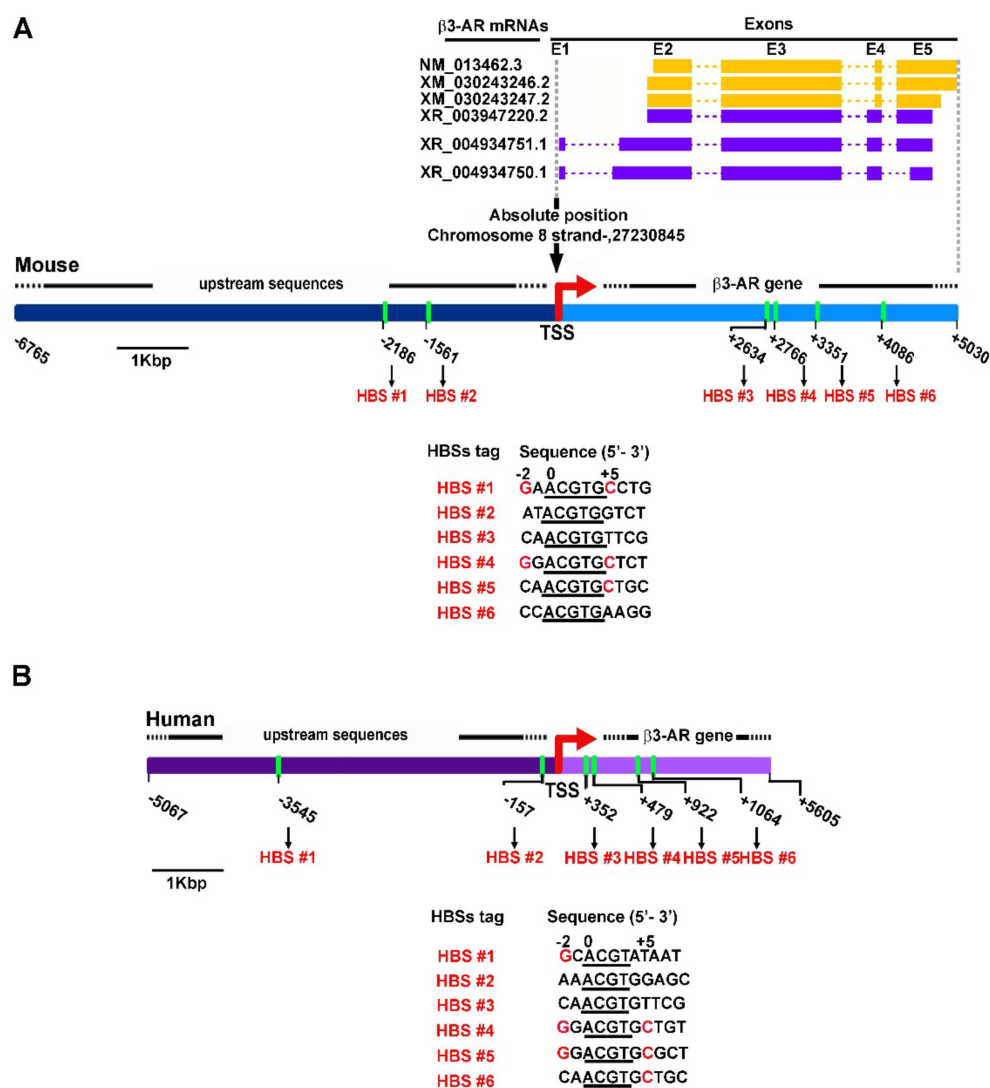 A
β3-AR mRNAs Exons
E1 E2 E3 E4 E5
NM_013462.3
XM_030243246.2
XM_030243247.2
XR_003947220.2
XR_004934751.1
XR_004934750.1
Absolute position
Chromosome 8 strand-,27230845
Mouse
upstream sequences β3-AR gene
TSS
-6765 -2186 -1561 +2634 +2766 +3351 +4086 +5030
1Kbp
HBS #1 HBS #2 HBS #3 HBS #4 HBS #5 HBS #6
HBSs tag Sequence (5'- 3')
-2 0 +5
HBS #1 GAACGTGCCTG
HBS #2 ATACGTGGTCT
HBS #3 CAACGTGTTCG
HBS #4 GGACGTGCTCT
HBS #5 CAACGTGCTGC
HBS #6 CCACGTGAAGG
B
Human
upstream sequences β3-AR gene
TSS
-5067 -3545 -157 +352 +479 +922 +1064 +5605
HBS #1 HBS #2 HBS #3 HBS #4 HBS #5 HBS #6
1Kbp
HBSs tag Sequence (5'- 3')
-2 0 +5
HBS #1 GCACGTATAAT
HBS #2 AAACGTGGAGC
HBS #3 CAACGTGTTCG
HBS #4 GGACGTGCTGT
HBS #5 GGACGTGCGCT
HBS #6 CAACGTGCTGC